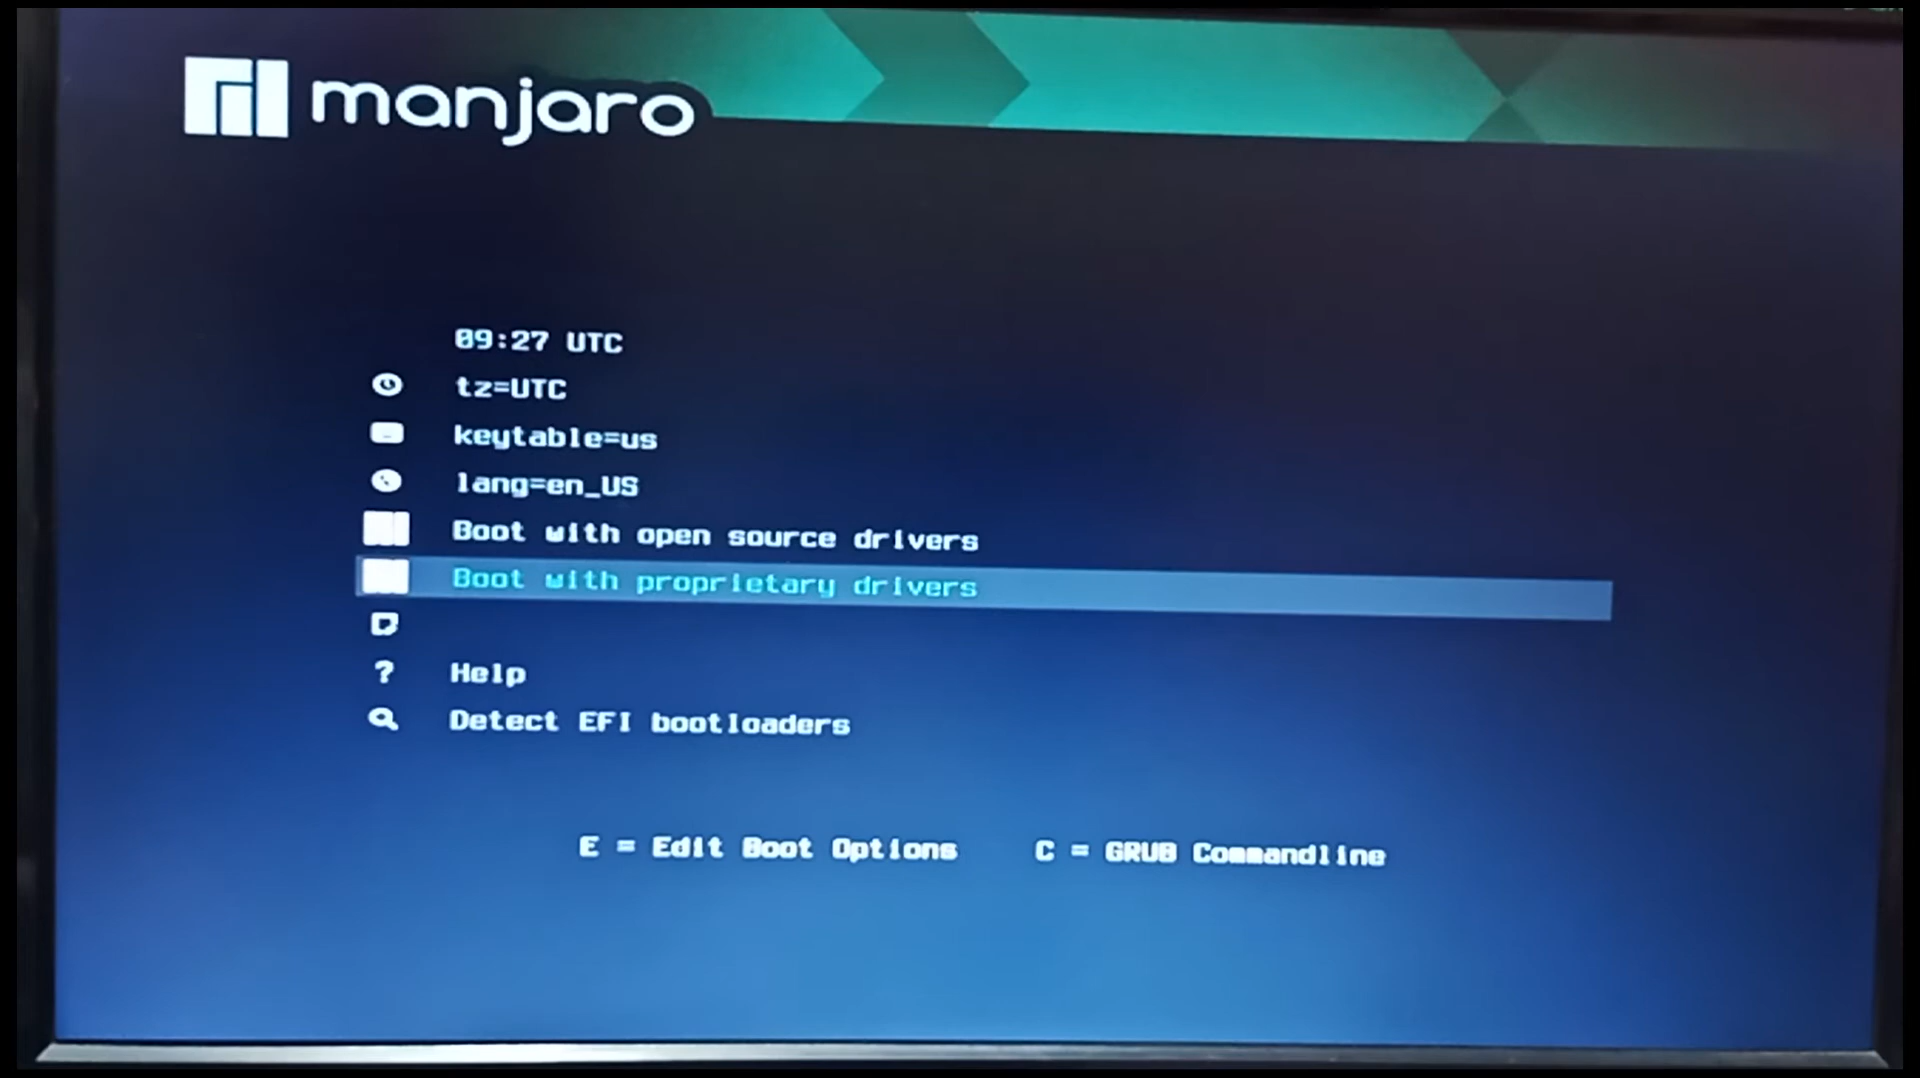 manjaro
09:27 UTC
tz=UTC
keytable=us
lang=en_US
Boot with open source drivers
Boot with proprietary drivers
? Help
Detect EFI bootloaders
E = Edit Boot Options C = GRUB Commandline